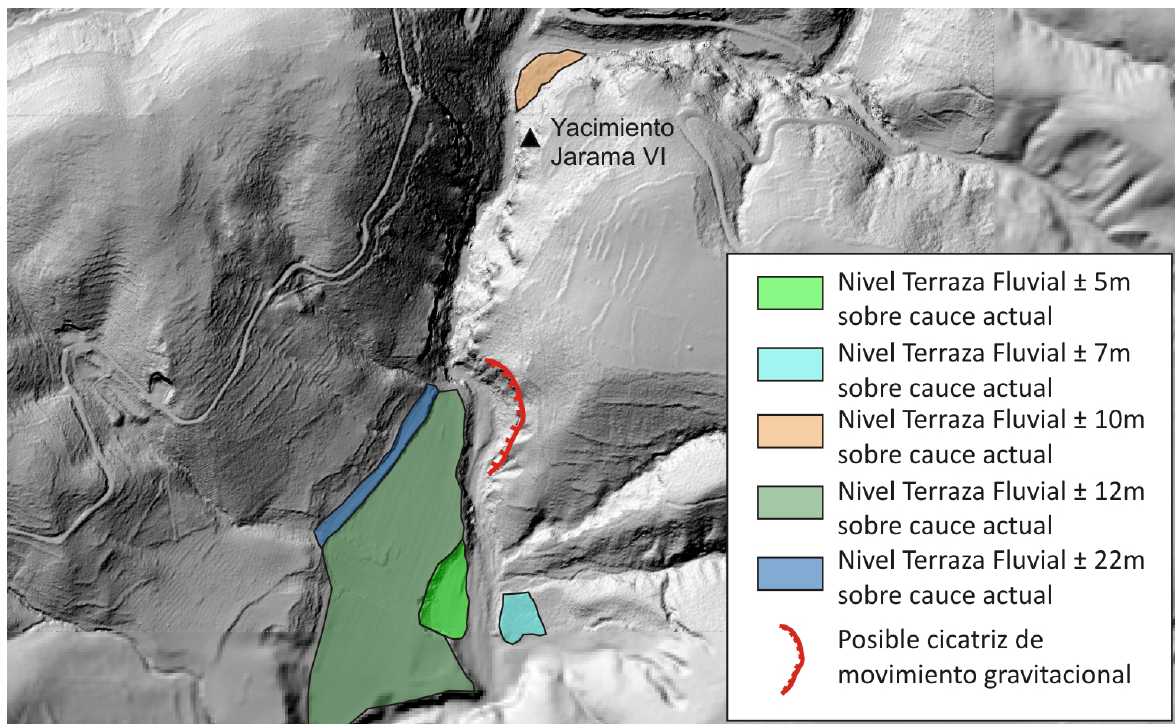 Yacimiento
Jarama VI
Nivel Terraza Fluvial ± 5m
sobre cauce actual
Nivel Terraza Fluvial ± 7m
sobre cauce actual
Nivel Terraza Fluvial ± 10m
sobre cauce actual
Nivel Terraza Fluvial ± 12m
sobre cauce actual
Nivel Terraza Fluvial ± 22m
sobre cauce actual
Posible cicatriz de
movimiento gravitacional